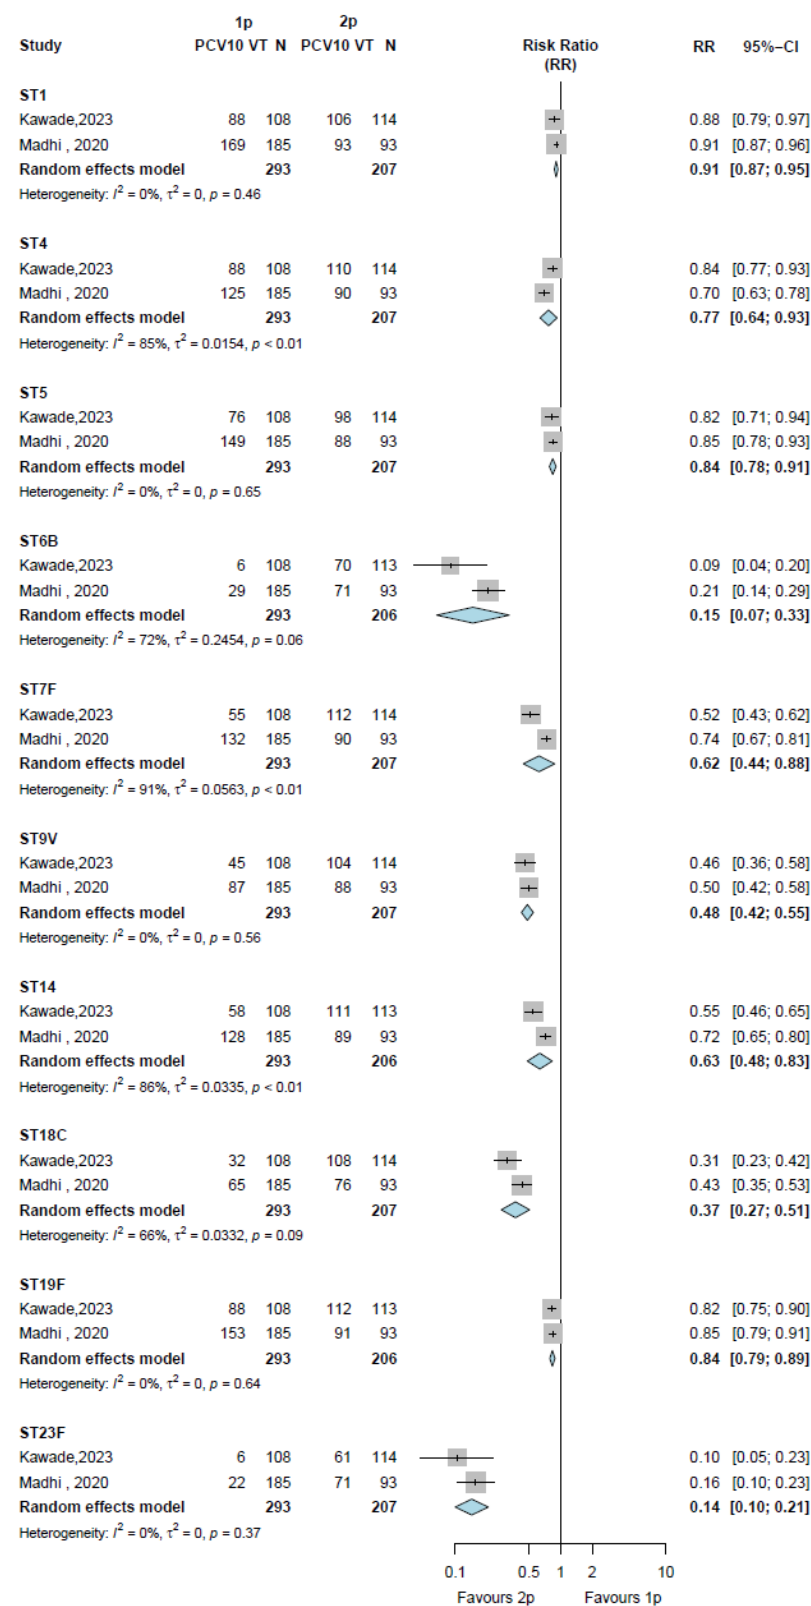 1p 2p
Study PCV10 VT N PCV10 VT N Risk Ratio RR 95%−CI
(RR)
ST1
Kawade,2023 88 108 106 114 0.88 [0.79; 0.97]
Madhi , 2020 169 185 93 93 0.91 [0.87; 0.96]
Random effects model 293 207 0.91 [0.87; 0.95]
Heterogeneity: I² = 0%, τ² = 0, p = 0.46
ST4
Kawade,2023 88 108 110 114 0.84 [0.77; 0.93]
Madhi , 2020 125 185 90 93 0.70 [0.63; 0.78]
Random effects model 293 207 0.77 [0.64; 0.93]
Heterogeneity: I² = 85%, τ² = 0.0154, p < 0.01
ST5
Kawade,2023 76 108 98 114 0.82 [0.71; 0.94]
Madhi , 2020 149 185 88 93 0.85 [0.78; 0.93]
Random effects model 293 207 0.84 [0.78; 0.91]
Heterogeneity: I² = 0%, τ² = 0, p = 0.65
ST6B
Kawade,2023 6 108 70 113 0.09 [0.04; 0.20]
Madhi , 2020 29 185 71 93 0.21 [0.14; 0.29]
Random effects model 293 206 0.15 [0.07; 0.33]
Heterogeneity: I² = 72%, τ² = 0.2454, p = 0.06
ST7F
Kawade,2023 55 108 112 114 0.52 [0.43; 0.62]
Madhi , 2020 132 185 90 93 0.74 [0.67; 0.81]
Random effects model 293 207 0.62 [0.44; 0.88]
Heterogeneity: I² = 91%, τ² = 0.0563, p < 0.01
ST9V
Kawade,2023 45 108 104 114 0.46 [0.36; 0.58]
Madhi , 2020 87 185 88 93 0.50 [0.42; 0.58]
Random effects model 293 207 0.48 [0.42; 0.55]
Heterogeneity: I² = 0%, τ² = 0, p = 0.56
ST14
Kawade,2023 58 108 111 113 0.55 [0.46; 0.65]
Madhi , 2020 128 185 89 93 0.72 [0.65; 0.80]
Random effects model 293 206 0.63 [0.48; 0.83]
Heterogeneity: I² = 86%, τ² = 0.0335, p < 0.01
ST18C
Kawade,2023 32 108 108 114 0.31 [0.23; 0.42]
Madhi , 2020 65 185 76 93 0.43 [0.35; 0.53]
Random effects model 293 207 0.37 [0.27; 0.51]
Heterogeneity: I² = 66%, τ² = 0.0332, p = 0.09
ST19F
Kawade,2023 88 108 112 113 0.82 [0.75; 0.90]
Madhi , 2020 153 185 91 93 0.85 [0.79; 0.91]
Random effects model 293 206 0.84 [0.79; 0.89]
Heterogeneity: I² = 0%, τ² = 0, p = 0.64
ST23F
Kawade,2023 6 108 61 114 0.10 [0.05; 0.23]
Madhi , 2020 22 185 71 93 0.16 [0.10; 0.23]
Random effects model 293 207 0.14 [0.10; 0.21]
Heterogeneity: I² = 0%, τ² = 0, p = 0.37
0.1 0.5 1 2 10
Favours 2p Favours 1p